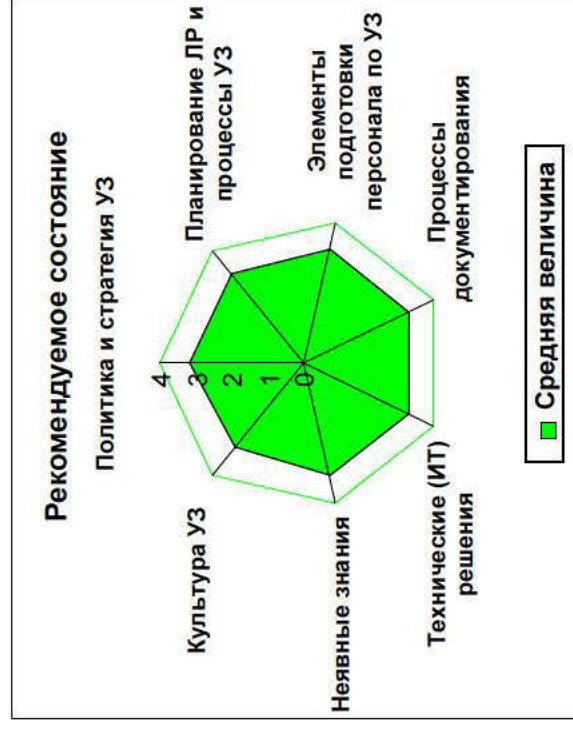 Рекомендуемое состояние
Политика и стратегия УЗ
Планирование ЛР и
процессы УЗ
Элементы
подготовки
персонала по УЗ
Процессы
документирования
Технические (ИТ)
решения
Неявные знания
Культура УЗ
4
3
2
1
0
Средняя величина